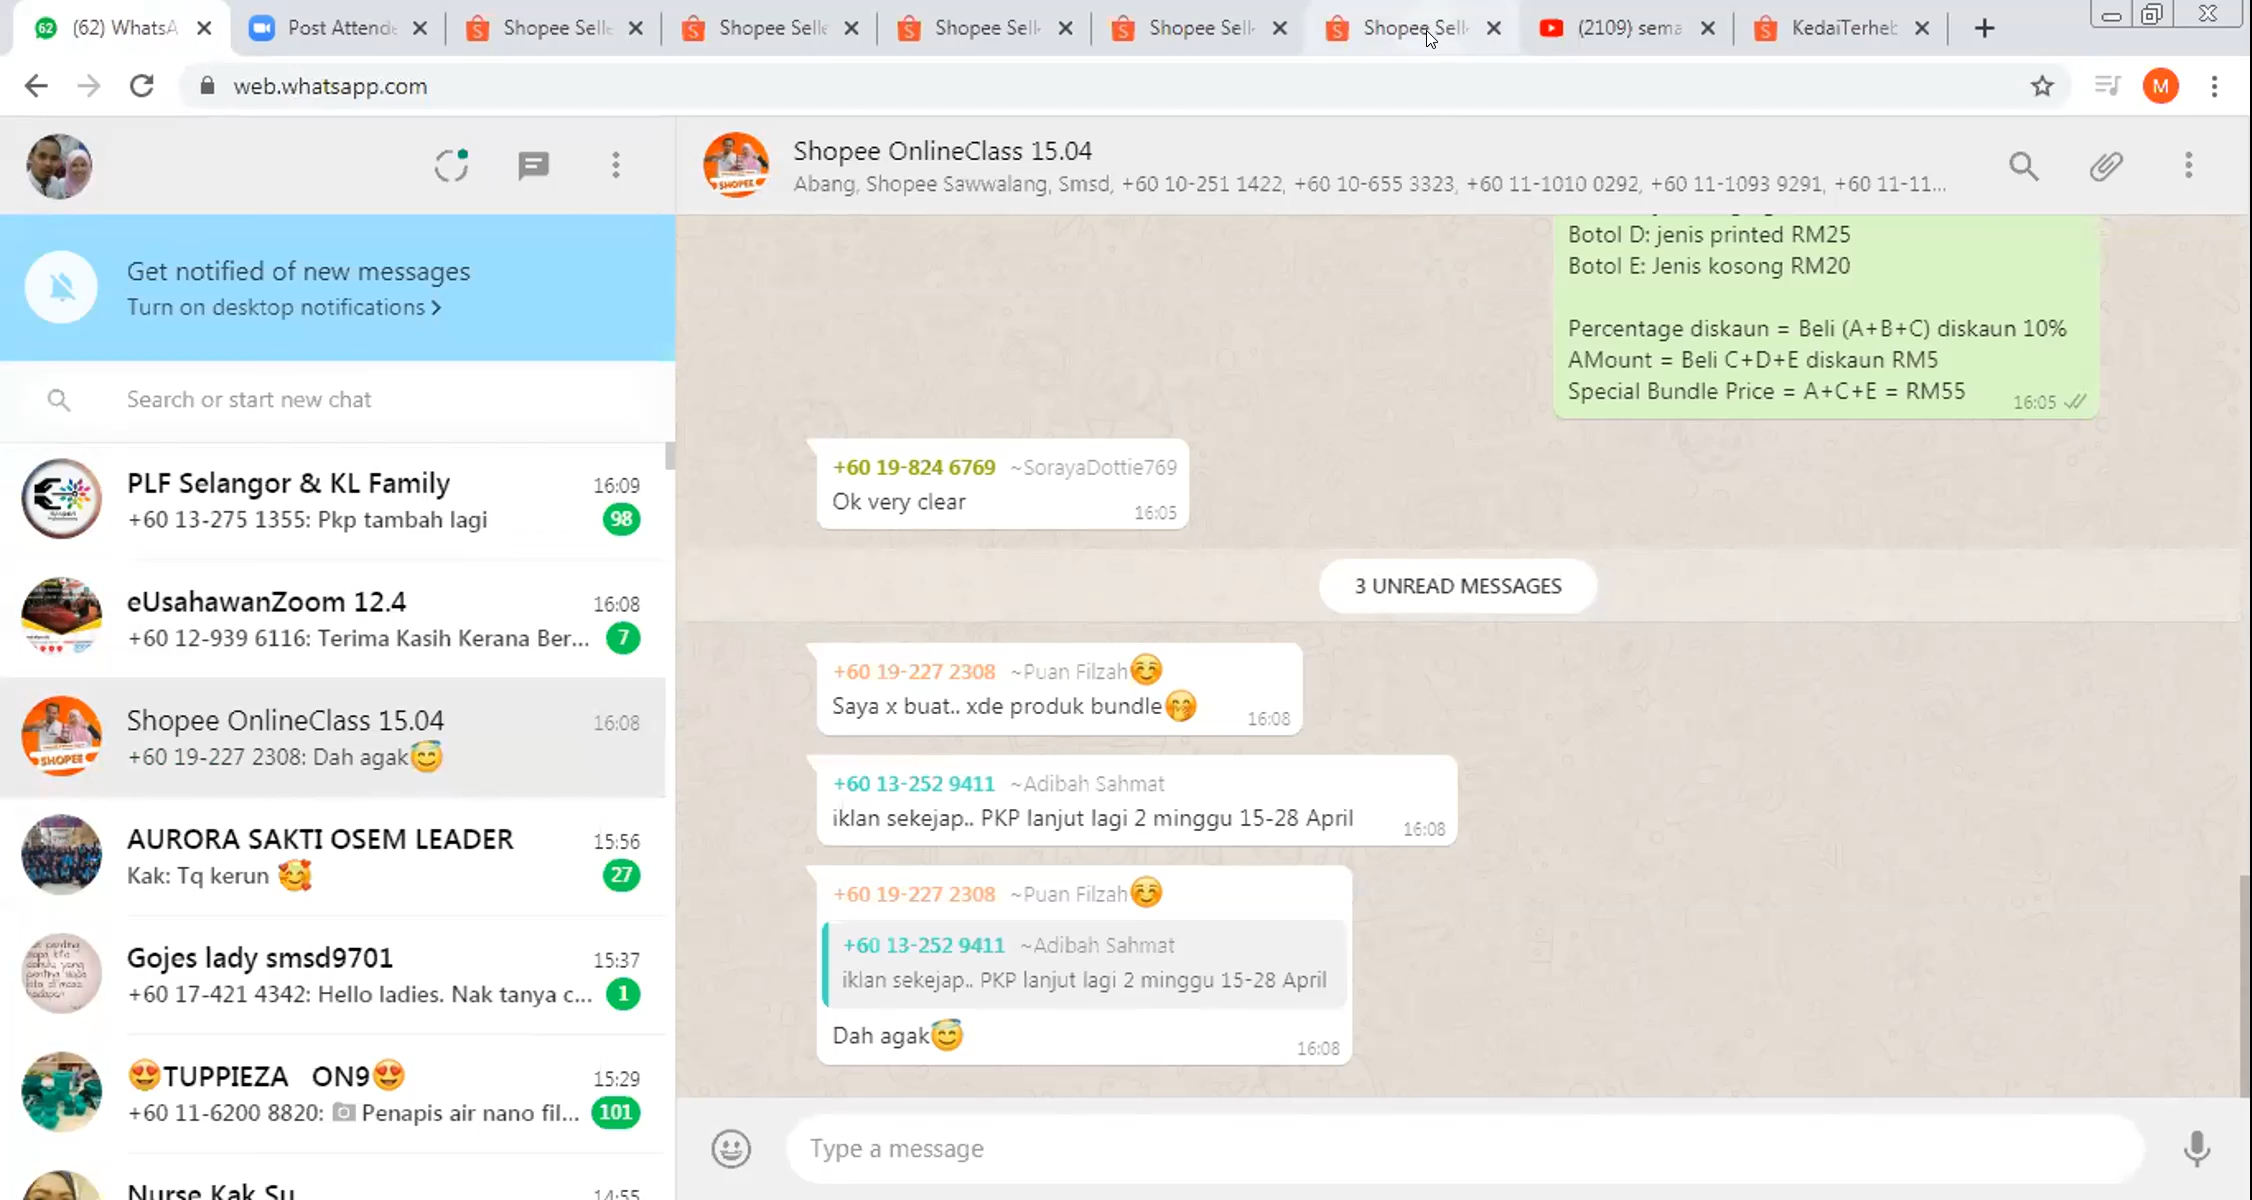 62
(62) WhatsA
Post Attende
Shopee Selle
Shopee Selle
Shopee Sell
Shopee Sell
Shopee Sell
(2109) sema
KedaiTerheb
web.whatsapp.com
M
SHOPEE
Shopee OnlineClass 15.04
Abang, Shopee Sawwalang, Smsd, +60 10-251 1422, +60 10-655 3323, +60 11-1010 0292, +60 11-1093 9291, +60 11-11...
Get notified of new messages
Turn on desktop notifications >
Search or start new chat
PLF Selangor & KL Family
16:09
+60 13-275 1355: Pkp tambah lagi
98
eUsahawanZoom 12.4
16:08
+60 12-939 6116: Terima Kasih Kerana Ber...
7
SHOPEE
Shopee OnlineClass 15.04
16:08
+60 19-227 2308: Dah agak😇
AURORA SAKTI OSEM LEADER
15:56
Kak: Tq kerun 🥰
27
Gojes lady smsd9701
15:37
+60 17-421 4342: Hello ladies. Nak tanya c...
1
😍TUPPIEZA ON9😍
15:29
+60 11-6200 8820: 📷 Penapis air nano fil...
101
Nurse Kak Su
14:55
Botol D: jenis printed RM25
Botol E: Jenis kosong RM20
Percentage diskaun = Beli (A+B+C) diskaun 10%
AMount = Beli C+D+E diskaun RM5
Special Bundle Price = A+C+E = RM55
16:05
+60 19-824 6769 ~SorayaDottie769
Ok very clear
16:05
3 UNREAD MESSAGES
+60 19-227 2308 ~Puan Filzah☺️
Saya x buat.. xde produk bundle🤭
16:08
+60 13-252 9411 ~Adibah Sahmat
iklan sekejap.. PKP lanjut lagi 2 minggu 15-28 April
16:08
+60 19-227 2308 ~Puan Filzah☺️
+60 13-252 9411 ~Adibah Sahmat
iklan sekejap.. PKP lanjut lagi 2 minggu 15-28 April
Dah agak😇
16:08
Type a message